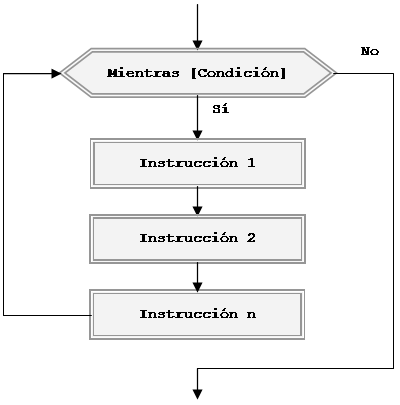 No
Mientras [Condición]
Sí
Instrucción 1
Instrucción 2
Instrucción n